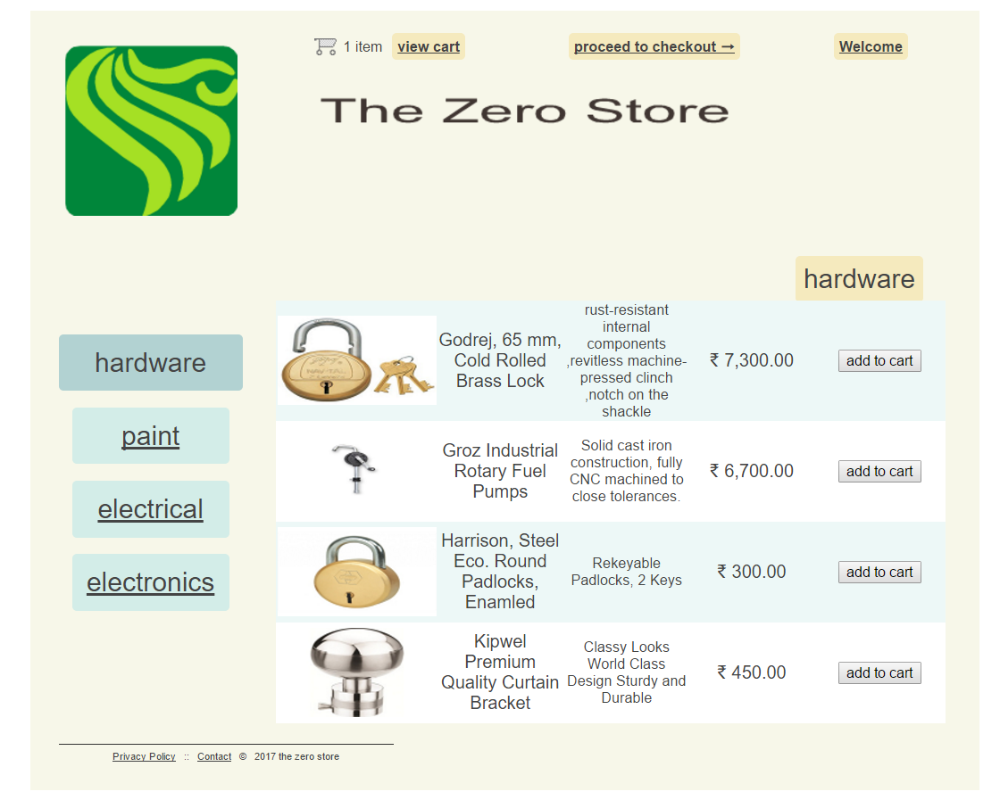 1 item view cart proceed to checkout → Welcome
The Zero Store
hardware
hardware
paint
electrical
electronics
Godrej, 65 mm,
Cold Rolled
Brass Lock
rust-resistant
internal
components
,revitless machine-
pressed clinch
,notch on the
shackle
₹ 7,300.00
add to cart
Groz Industrial
Rotary Fuel
Pumps
Solid cast iron
construction, fully
CNC machined to
close tolerances.
₹ 6,700.00
add to cart
Harrison, Steel
Eco. Round
Padlocks,
Enamled
Rekeyable
Padlocks, 2 Keys
₹ 300.00
add to cart
Kipwel
Premium
Quality Curtain
Bracket
Classy Looks
World Class
Design Sturdy and
Durable
₹ 450.00
add to cart
Privacy Policy :: Contact © 2017 the zero store